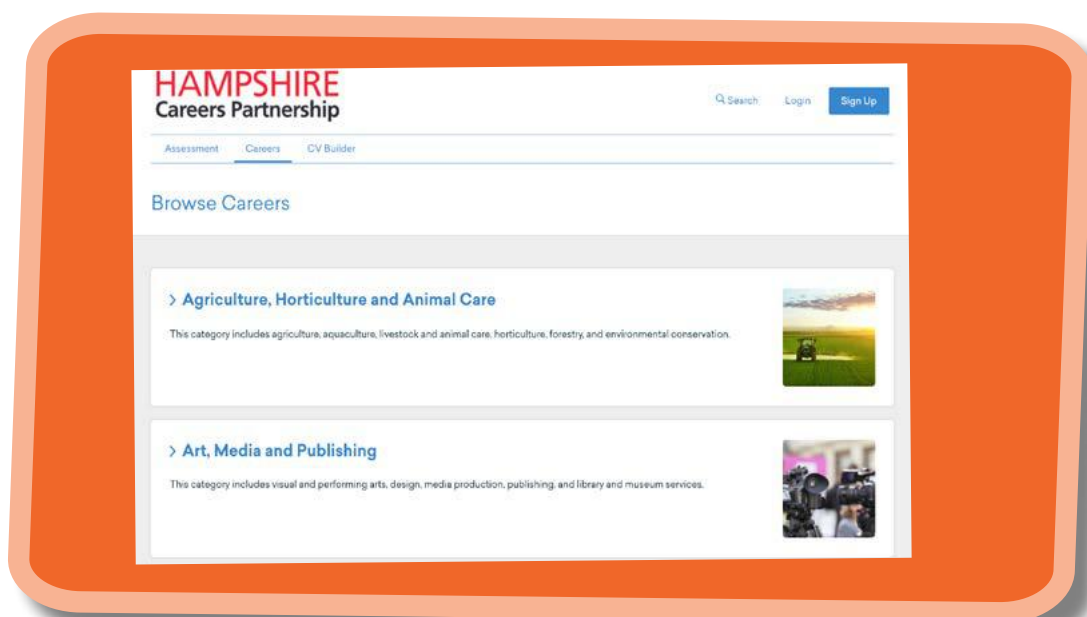 HAMPSHIRE
Careers Partnership
Search Login Sign Up
Assessment Careers CV Builder
Browse Careers
> Agriculture, Horticulture and Animal Care
This category includes agriculture, aquaculture, livestock and animal care, horticulture, forestry, and environmental conservation.
> Art, Media and Publishing
This category includes visual and performing arts, design, media production, publishing, and library and museum services.